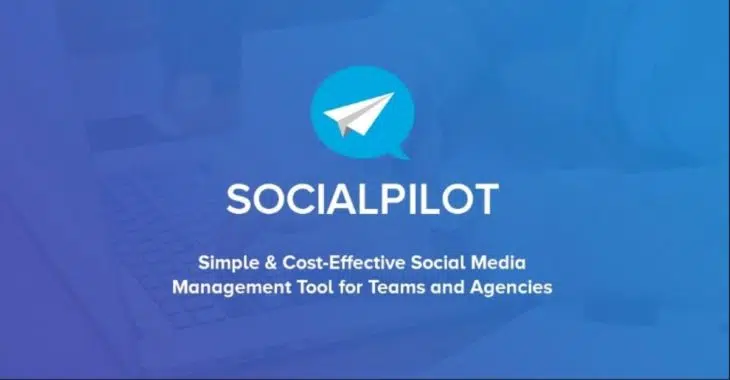 SOCIALPILOT
Simple & Cost-Effective Social Media
Management Tool for Teams and Agencies